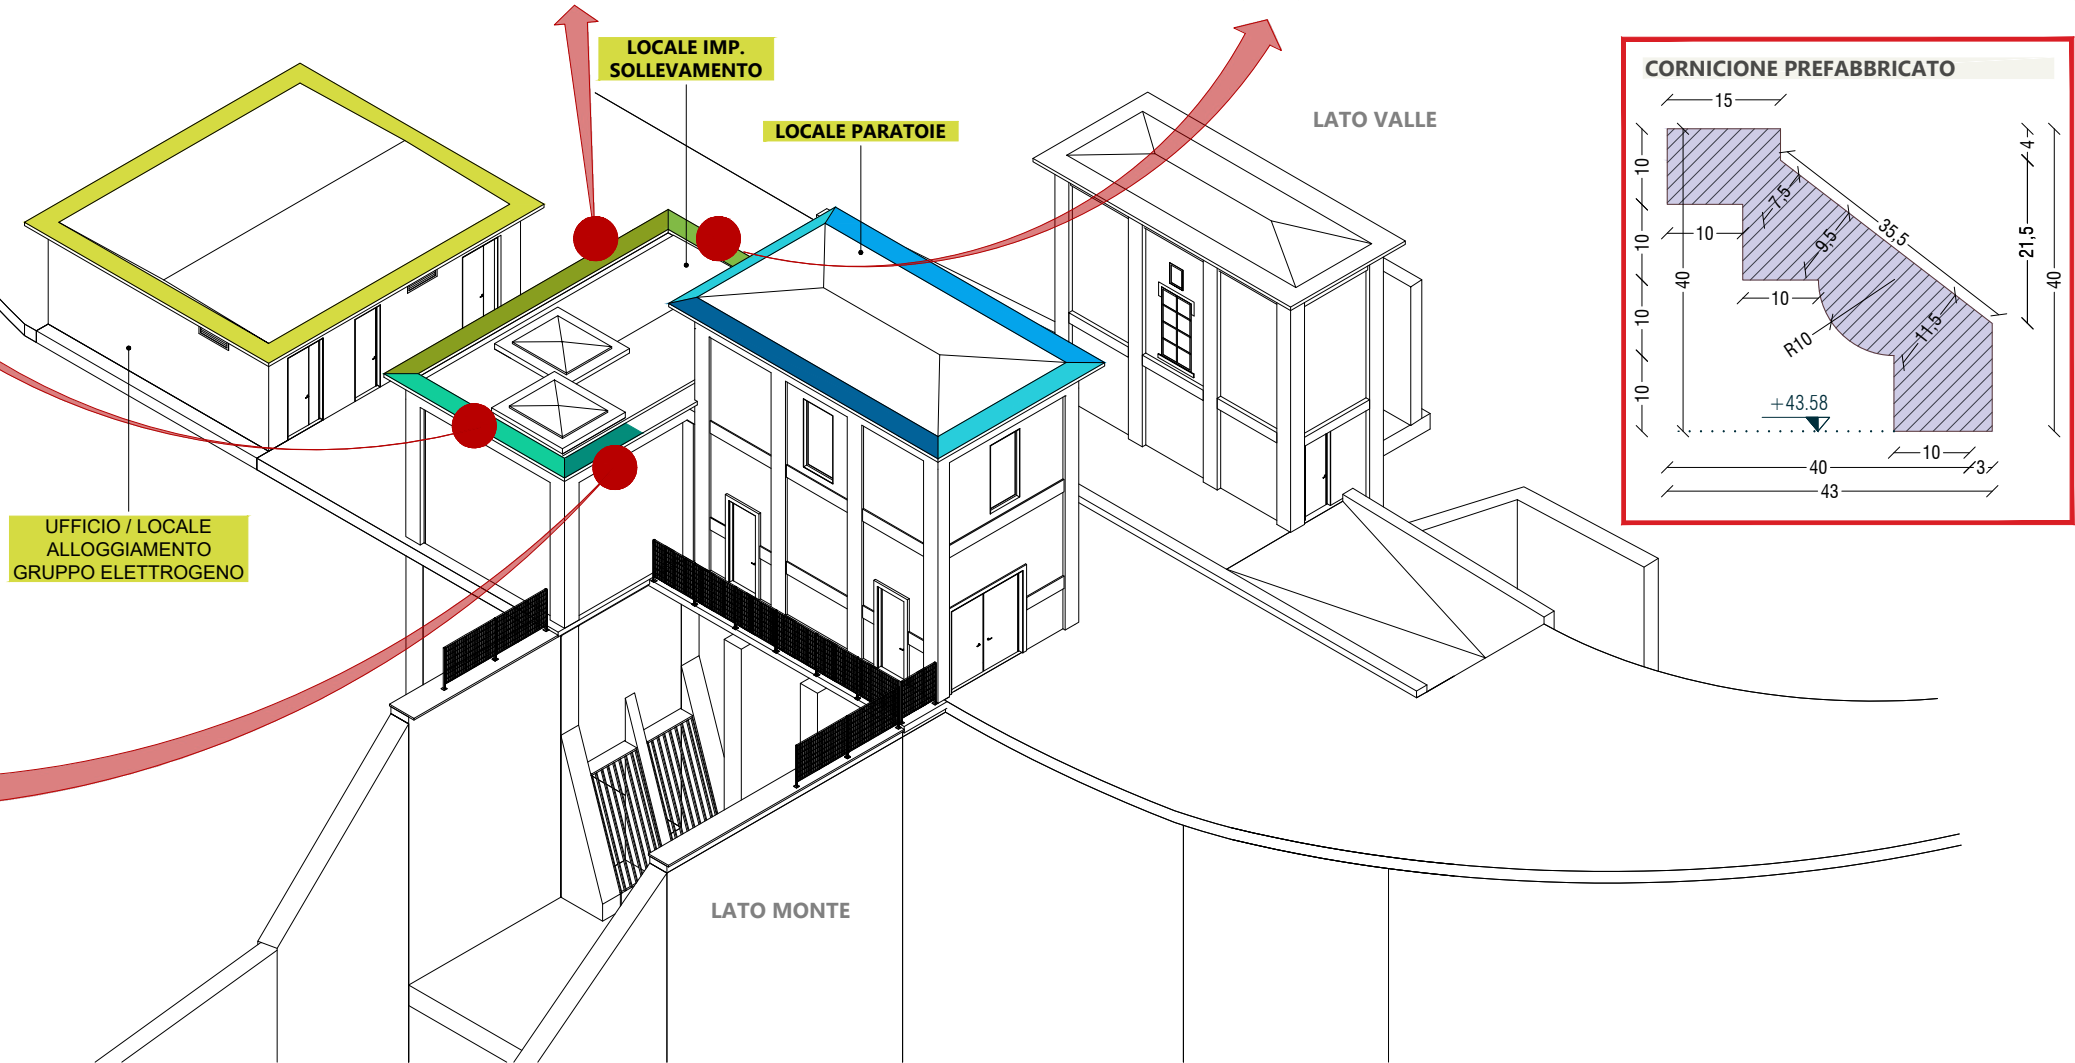 LOCALE IMP.
SOLLEVAMENTO
LOCALE PARATOIE
LATO VALLE
UFFICIO / LOCALE
ALLOGGIAMENTO
GRUPPO ELETTROGENO
LATO MONTE
CORNICIONE PREFABBRICATO
15
10
10
10
10
40
10
10
7,5
9,5
35,5
11,5
R10
4
21,5
40
+43.58
10
40
3
43